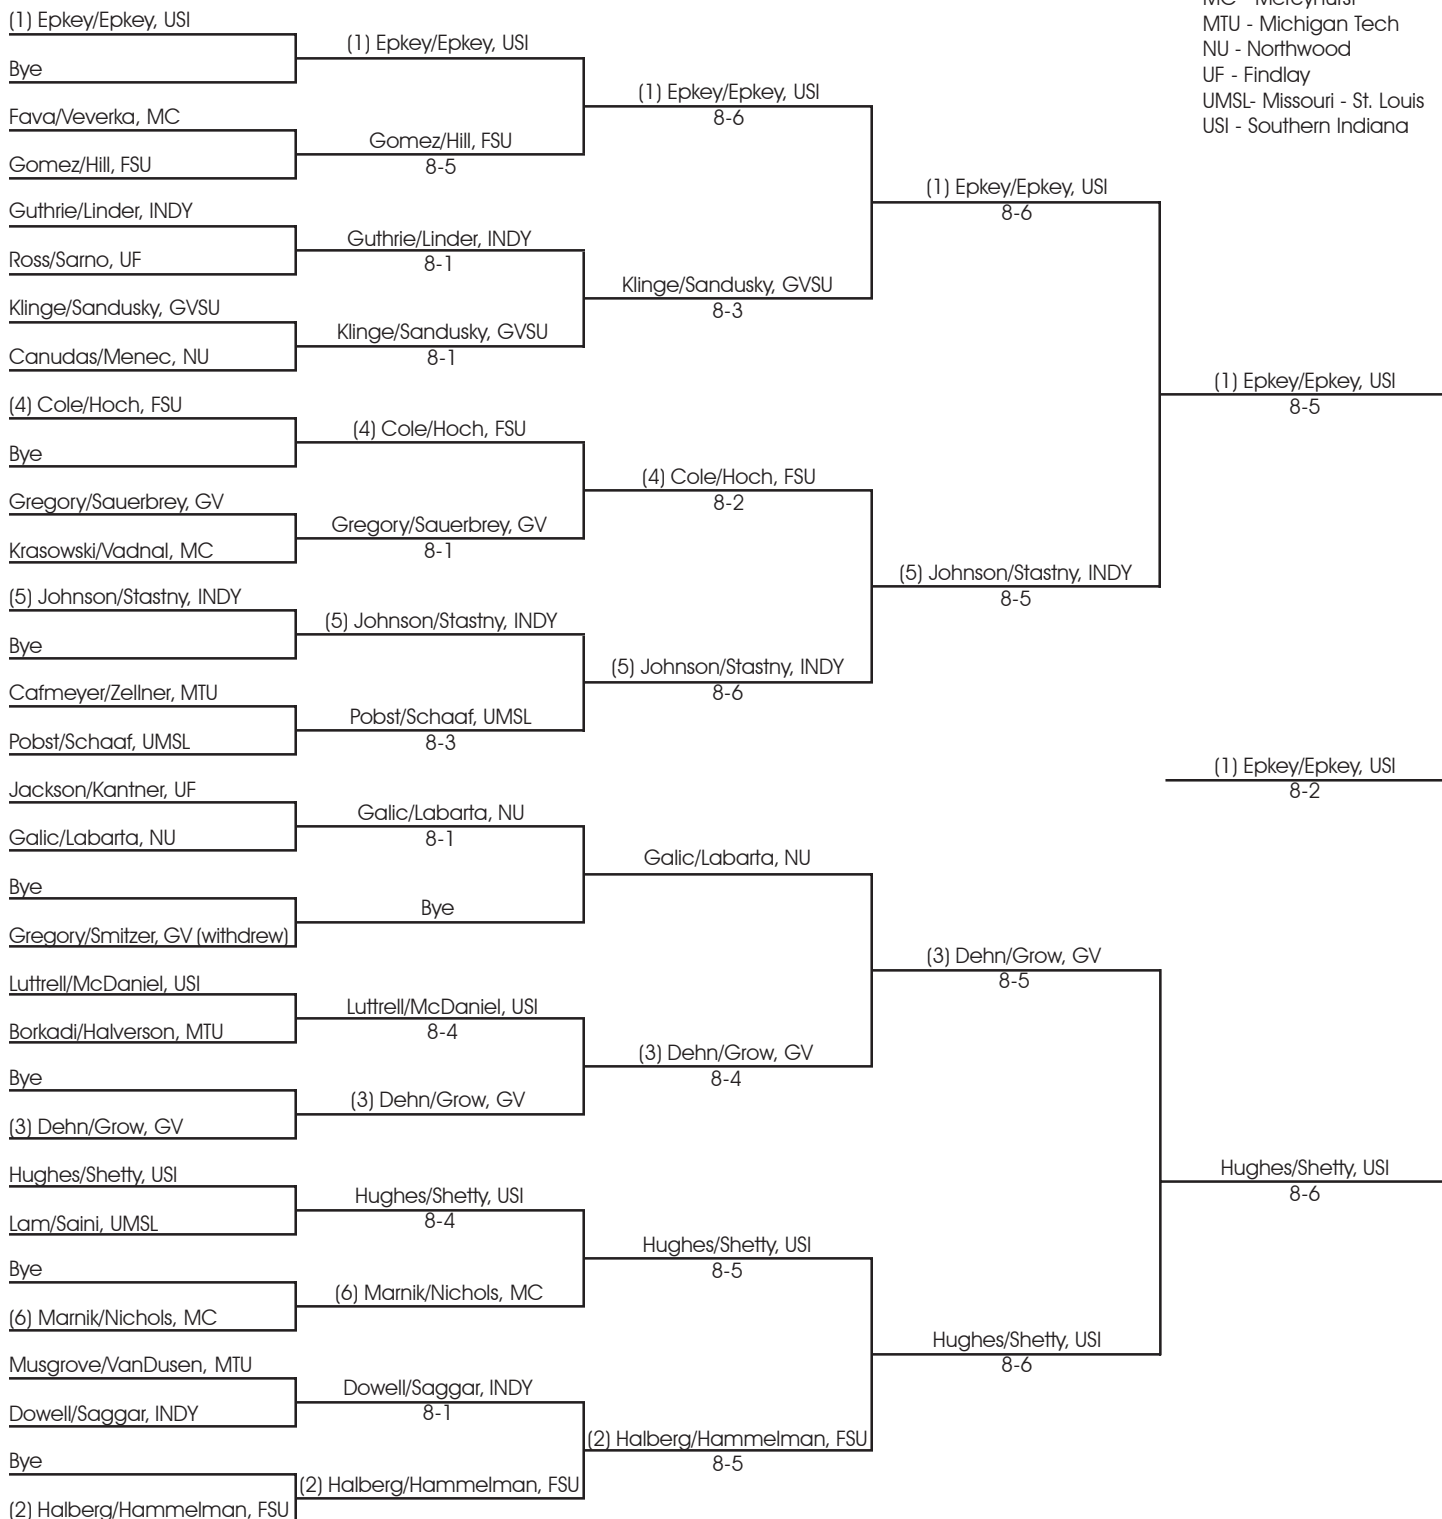 (1) Epkey/Epkey, USI
Bye
Fava/Veverka, MC
Gomez/Hill, FSU
Guthrie/Linder, INDY
Ross/Sarno, UF
Klinge/Sandusky, GVSU
Canudas/Menec, NU
(4) Cole/Hoch, FSU
Bye
Gregory/Sauerbrey, GV
Krasowski/Vadnal, MC
(5) Johnson/Stastny, INDY
Bye
Cafmeyer/Zellner, MTU
Pobst/Schaaf, UMSL
Jackson/Kantner, UF
Galic/Labarta, NU
Bye
Gregory/Smitzer, GV (withdrew)
Luttrell/McDaniel, USI
Borkadi/Halverson, MTU
Bye
(3) Dehn/Grow, GV
Hughes/Shetty, USI
Lam/Saini, UMSL
Bye
(6) Marnik/Nichols, MC
Musgrove/VanDusen, MTU
Dowell/Saggar, INDY
Bye
(2) Halberg/Hammelman, FSU
(1) Epkey/Epkey, USI
Gomez/Hill, FSU
8-5
Guthrie/Linder, INDY
8-1
Klinge/Sandusky, GVSU
8-1
(4) Cole/Hoch, FSU
Gregory/Sauerbrey, GV
8-1
(5) Johnson/Stastny, INDY
Pobst/Schaaf, UMSL
8-3
Galic/Labarta, NU
8-1
Bye
Luttrell/McDaniel, USI
8-4
(3) Dehn/Grow, GV
Hughes/Shetty, USI
8-4
(6) Marnik/Nichols, MC
Dowell/Saggar, INDY
8-1
(2) Halberg/Hammelman, FSU
(1) Epkey/Epkey, USI
8-6
Klinge/Sandusky, GVSU
8-3
(4) Cole/Hoch, FSU
8-2
(5) Johnson/Stastny, INDY
8-6
Galic/Labarta, NU
(3) Dehn/Grow, GV
8-4
Hughes/Shetty, USI
8-5
(2) Halberg/Hammelman, FSU
8-5
(1) Epkey/Epkey, USI
8-6
(5) Johnson/Stastny, INDY
8-5
(3) Dehn/Grow, GV
8-5
Hughes/Shetty, USI
8-6
MC - Mercyhurst
MTU - Michigan Tech
NU - Northwood
UF - Findlay
UMSL- Missouri - St. Louis
USI - Southern Indiana
(1) Epkey/Epkey, USI
8-5
(1) Epkey/Epkey, USI
8-2
Hughes/Shetty, USI
8-6